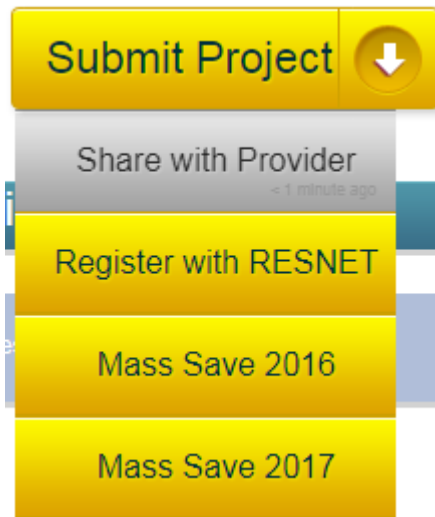 Submit Project
Share with Provider
< 1 minute ago
Register with RESNET
Mass Save 2016
Mass Save 2017